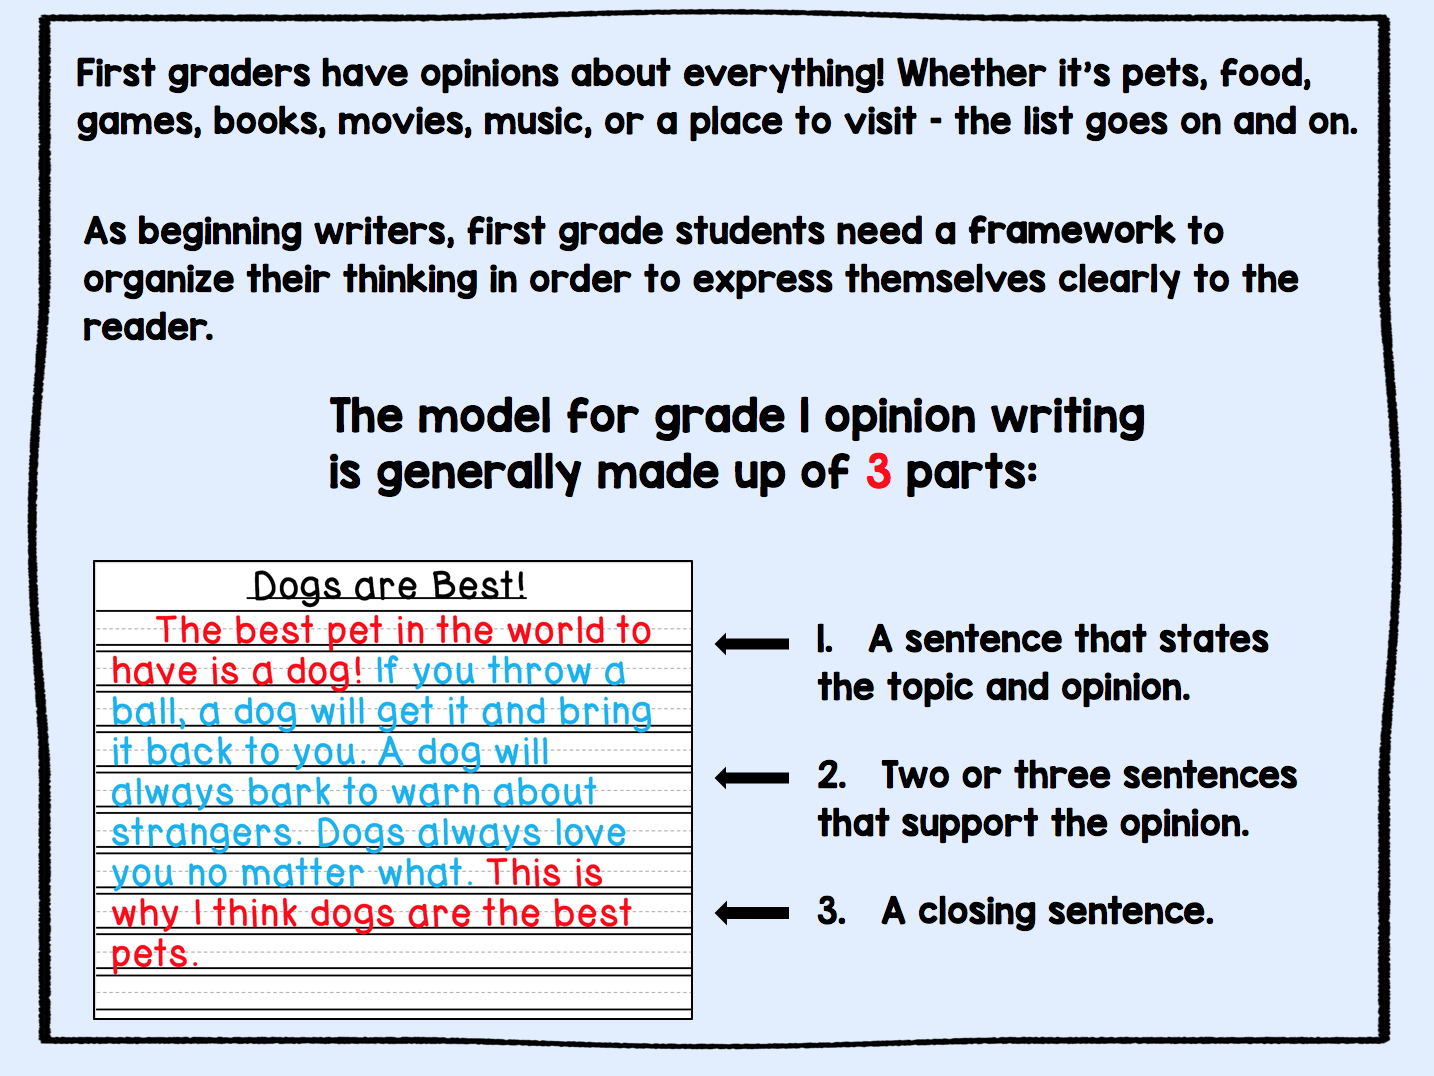 First graders have opinions about everything! Whether it's pets, food,
games, books, movies, music, or a place to visit - the list goes on and on.
As beginning writers, first grade students need a framework to
organize their thinking in order to express themselves clearly to the
reader.
The model for grade 1 opinion writing
is generally made up of 3 parts:
Dogs are Best!
The best pet in the world to
have is a dog! If you throw a
ball, a dog will get it and bring
it back to you. A dog will
always bark to warn about
strangers. Dogs always love
you no matter what. This is
why I think dogs are the best
pets.
1. A sentence that states
the topic and opinion.
2. Two or three sentences
that support the opinion.
3. A closing sentence.